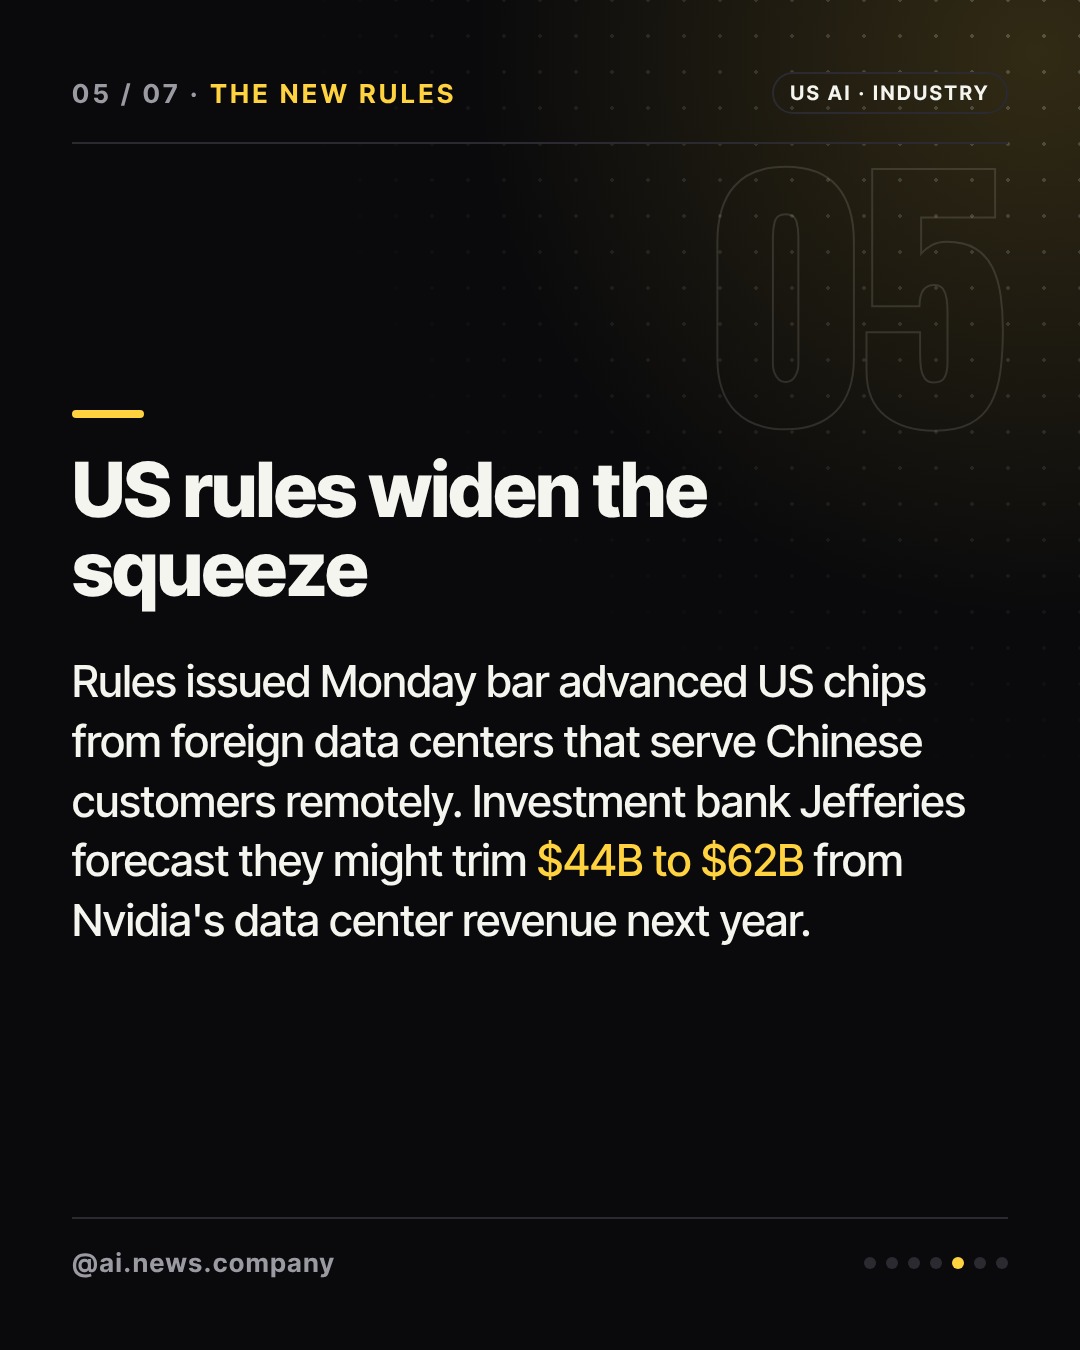 05 / 07 · THE NEW RULES
US AI · INDUSTRY
05
US rules widen the
squeeze
Rules issued Monday bar advanced US chips
from foreign data centers that serve Chinese
customers remotely. Investment bank Jefferies
forecast they might trim $44B to $62B from
Nvidia's data center revenue next year.
@ai.news.company